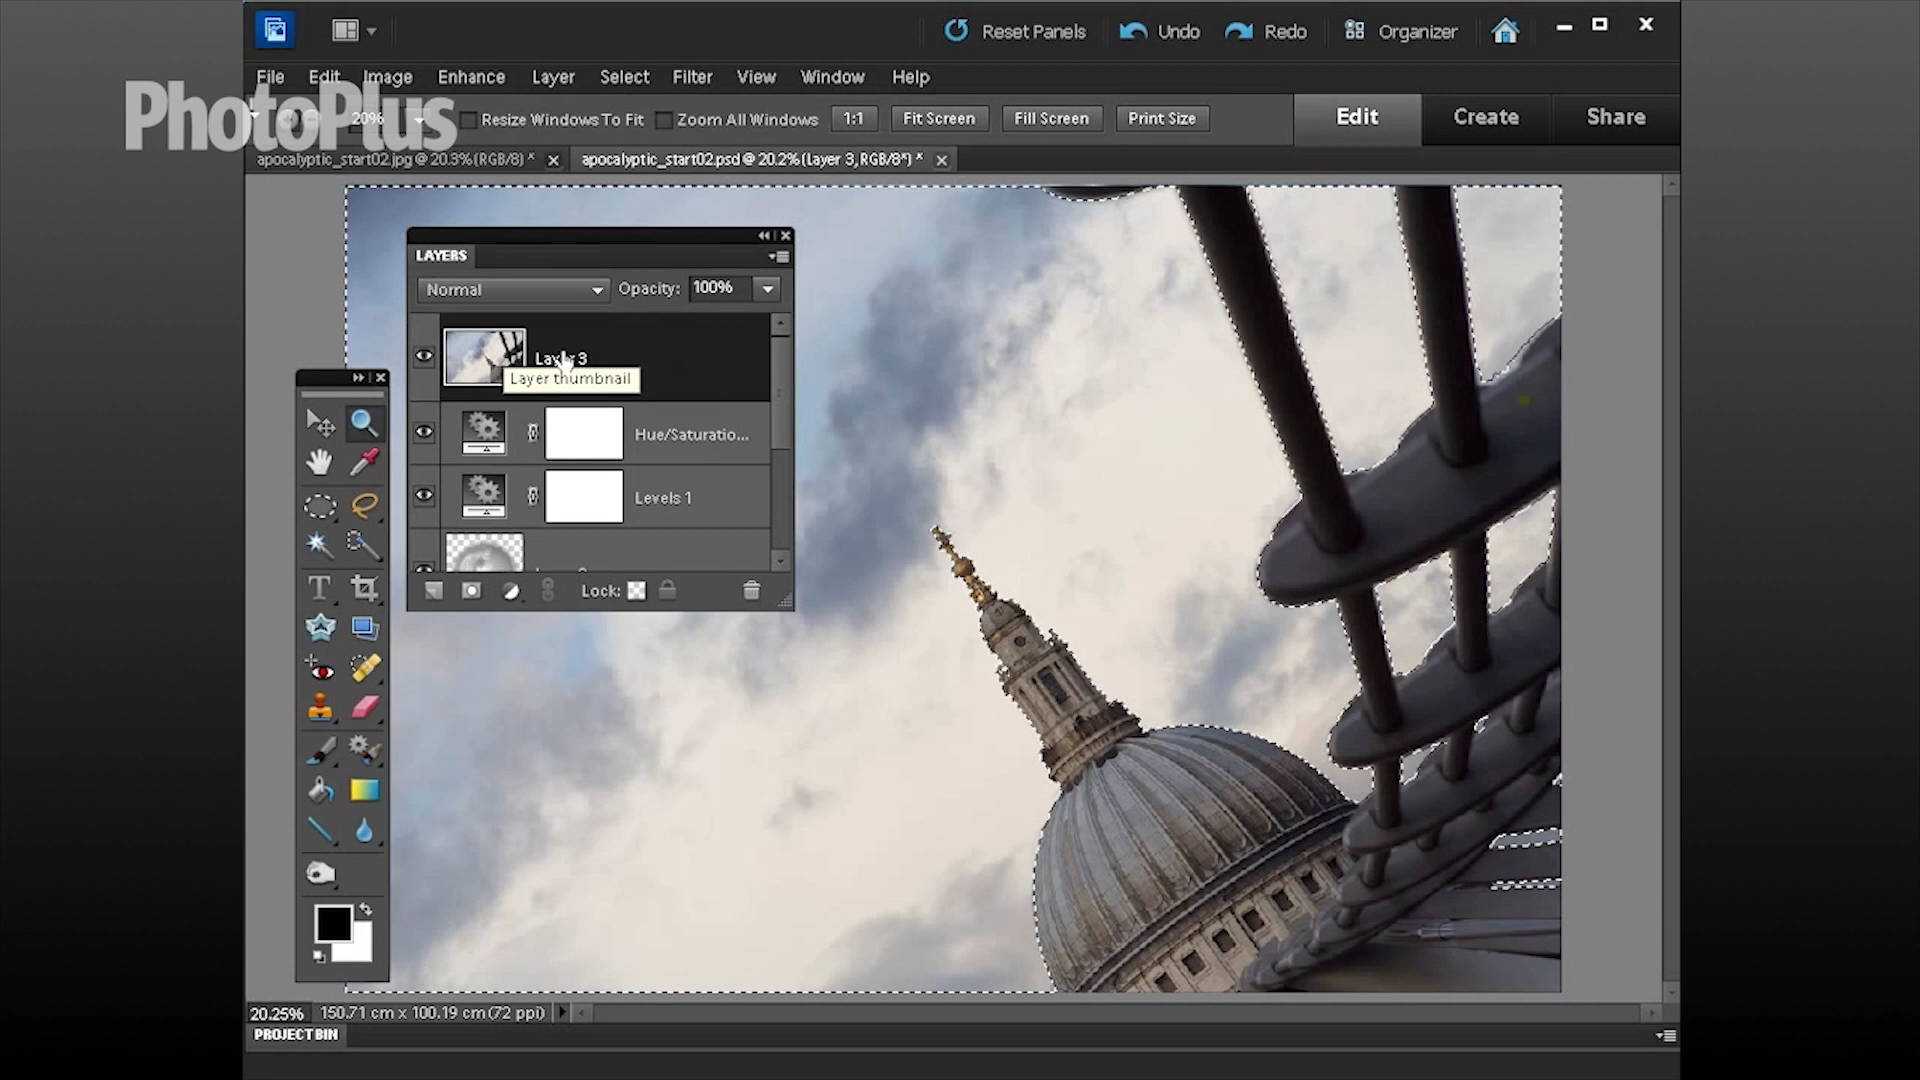 Reset Panels Undo Redo Organizer
File Edit Image Enhance Layer Select Filter View Window Help
PhotoPlus
20% Resize Windows To Fit Zoom All Windows 1:1 Fit Screen Fill Screen Print Size Edit Create Share
apocalyptic_start02.jpg @ 20.3% (RGB/8) * apocalyptic_start02.psd @ 20.2% (Layer 3, RGB/8*) *
LAYERS
Normal Opacity: 100%
Layer 3
Layer thumbnail
Hue/Saturatio...
Levels 1
Lock:
20.25% 150.71 cm x 100.19 cm (72 ppi)
PROJECT BIN